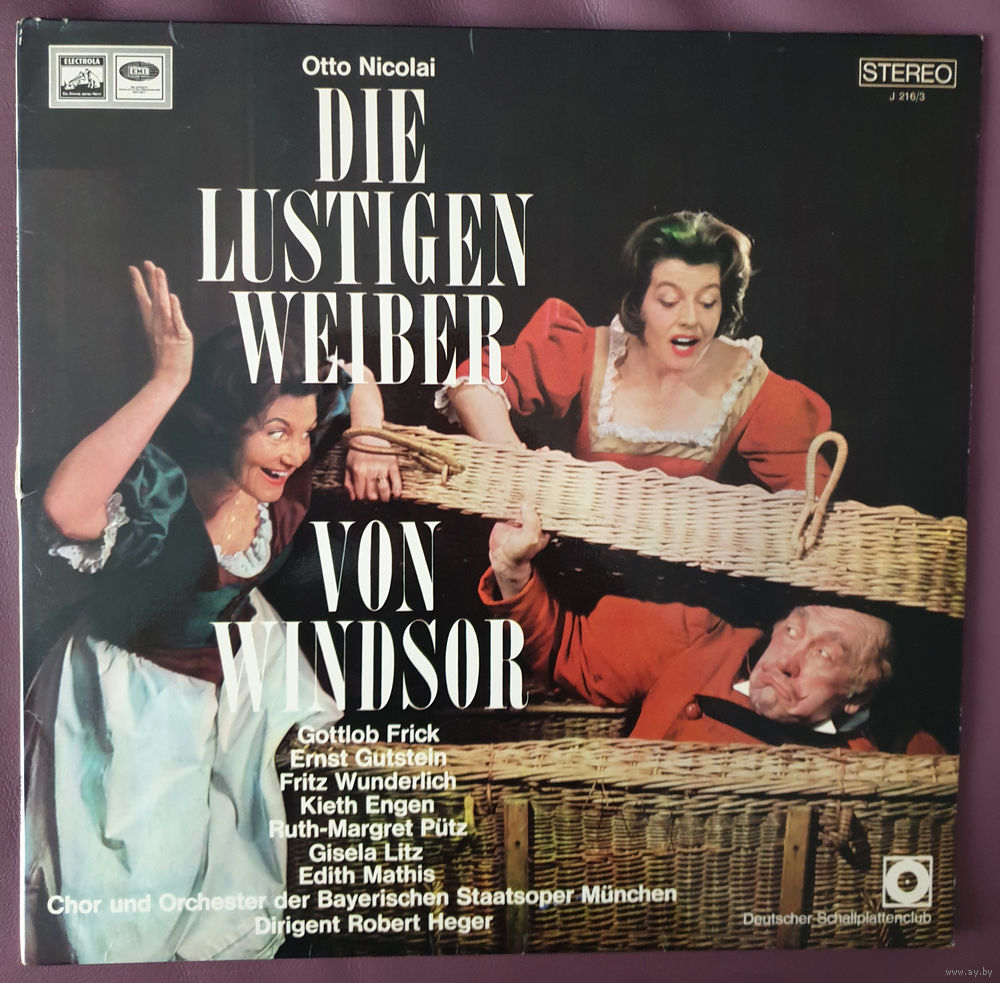 ELECTROLA
EMI
STEREO
J 216/3
Otto Nicolai
DIE
LUSTIGEN
WEIBER
VON
WINDSOR
Gottlob Frick
Ernst Gutstein
Fritz Wunderlich
Kieth Engen
Ruth-Margret Pütz
Gisela Litz
Edith Mathis
Chor und Orchester der Bayerischen Staatsoper München
Dirigent Robert Heger
Deutscher Schallplattenclub
www.ay.by